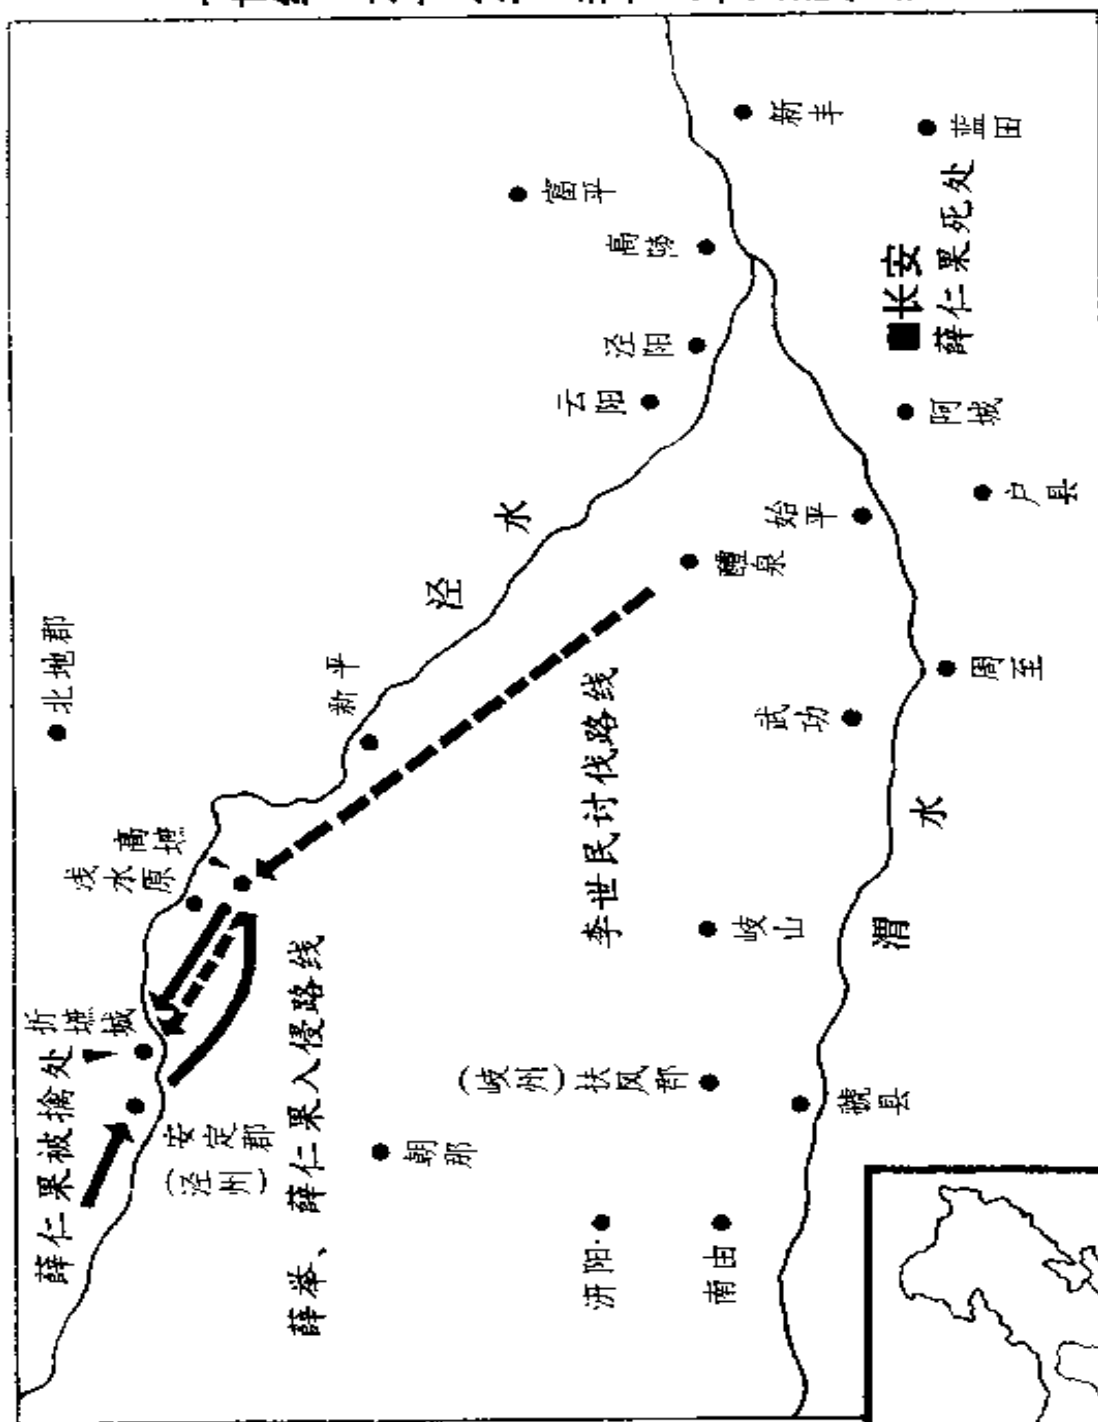 新丰
蓝田
富平
高陵
■长安
薛仁果死处
泾阳
云阳
阿城
户县
始平
醴泉
泾
水
北地郡
新平
周至
武功
李世民讨伐路线
高墌
浅水原
渭
水
岐山
折墌城
薛仁果被擒处
安定郡
(泾州)
薛举、薛仁果入侵路线
(岐州)扶风郡
虢县
朝那
汧阳
南由